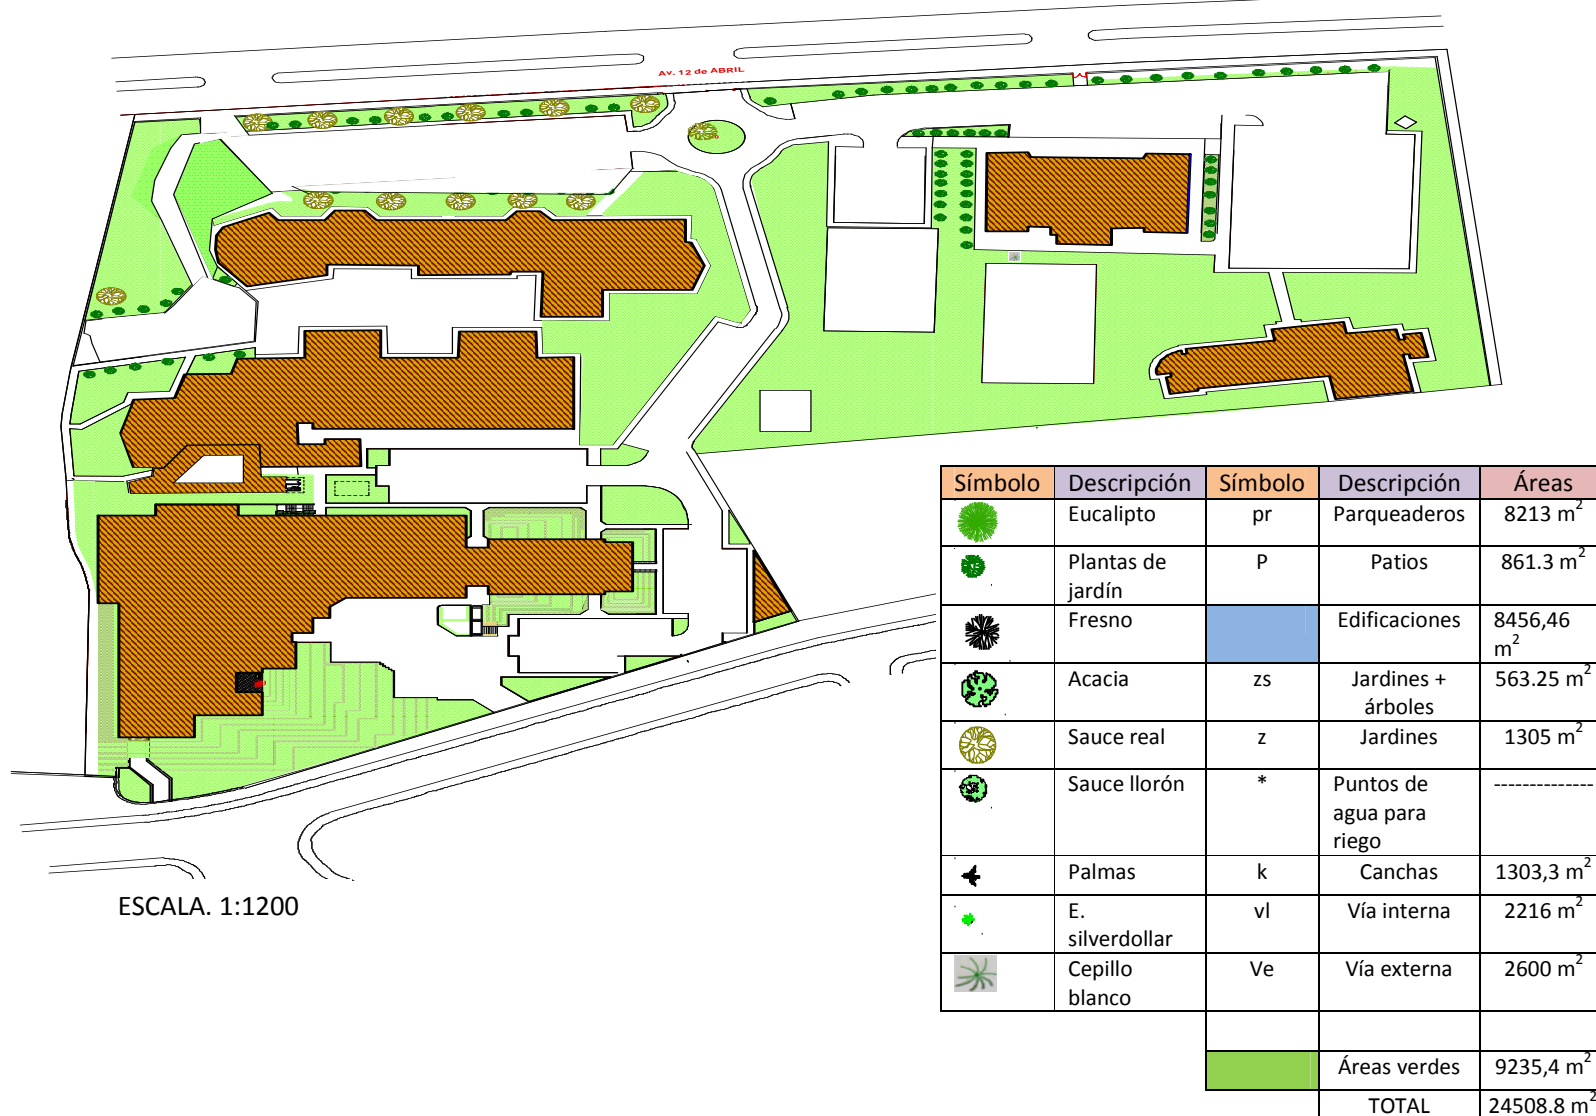 Av. 12 de ABRIL
Símbolo Descripción Símbolo Descripción Áreas
Eucalipto pr Parqueaderos 8213 m²
Plantas de jardín P Patios 861.3 m²
Fresno Edificaciones 8456,46 m²
Acacia zs Jardines + árboles 563.25 m²
Sauce real z Jardines 1305 m²
Sauce llorón * Puntos de agua para riego --------------
Palmas k Canchas 1303,3 m²
E. silverdollar vl Vía interna 2216 m²
Cepillo blanco Ve Vía externa 2600 m²
Áreas verdes 9235,4 m²
TOTAL 24508.8 m²
ESCALA. 1:1200